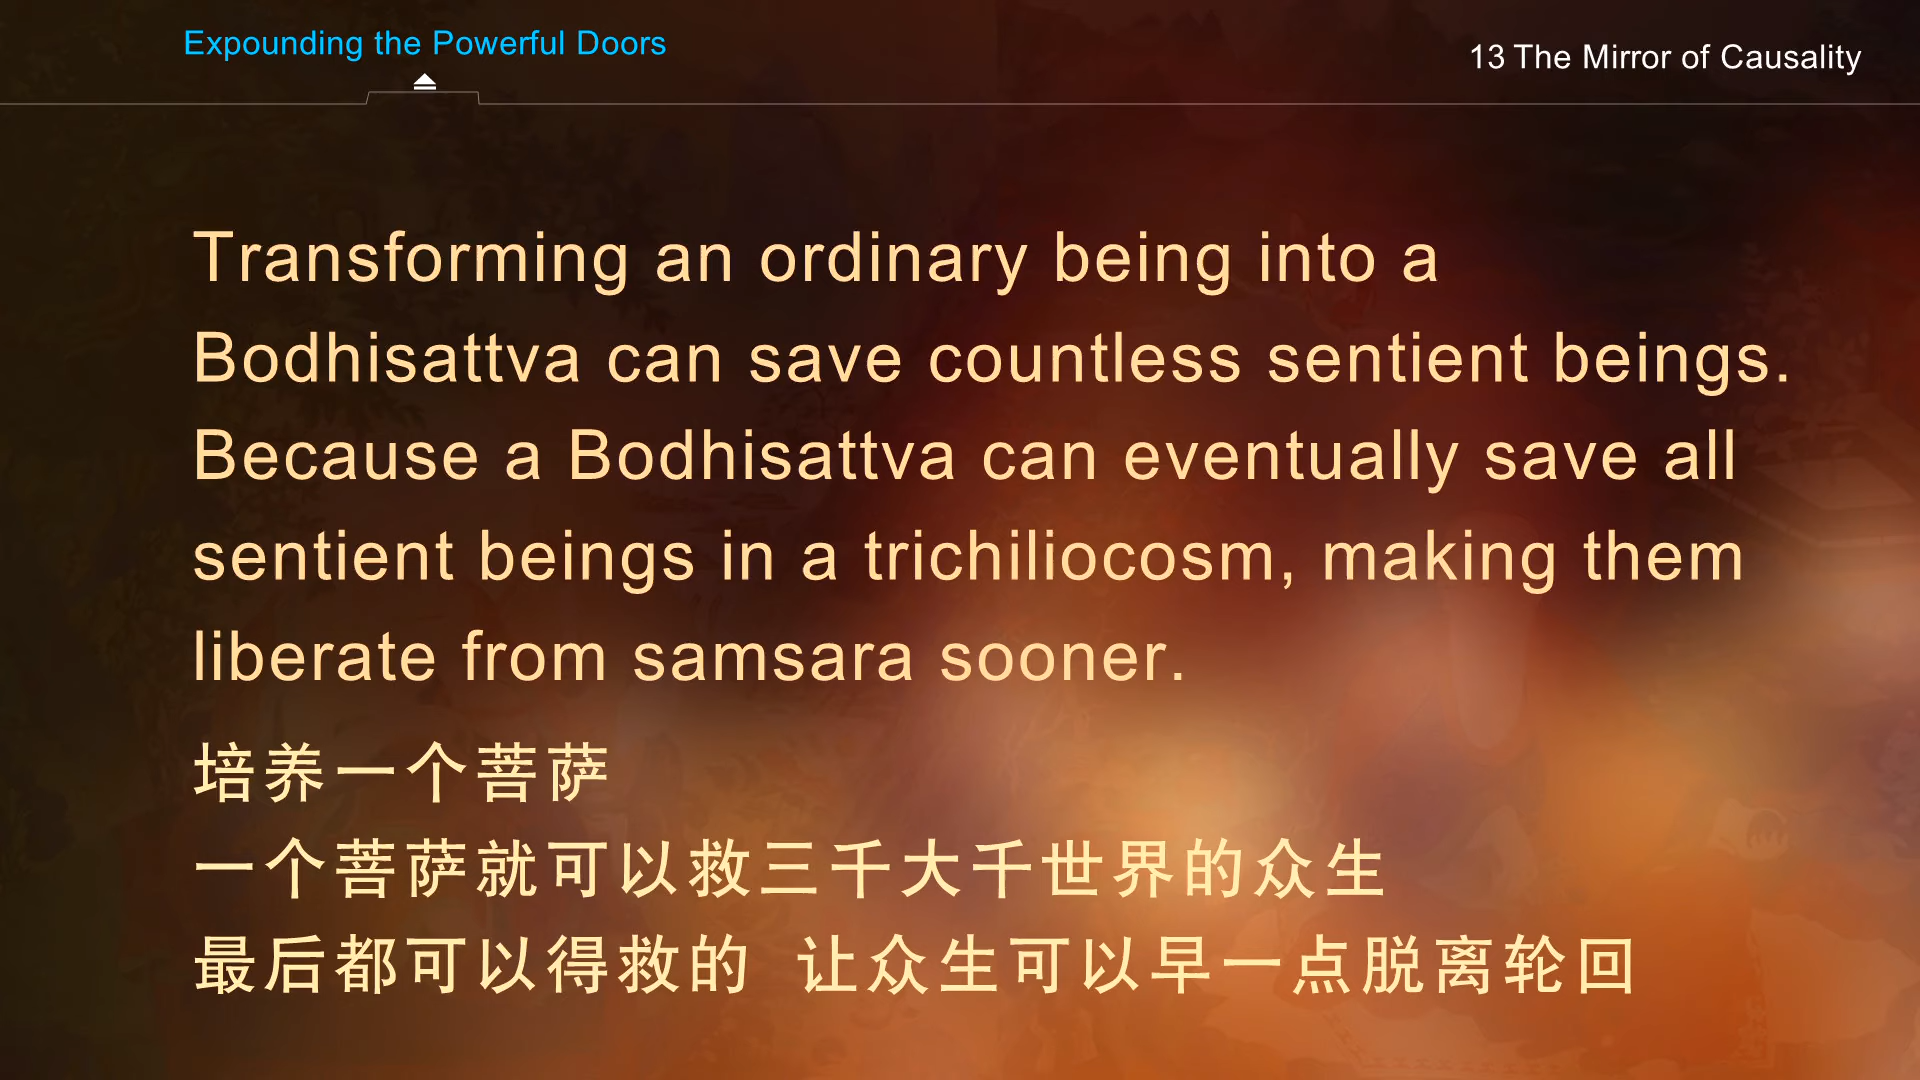 Expounding the Powerful Doors
13 The Mirror of Causality
Transforming an ordinary being into a
Bodhisattva can save countless sentient beings.
Because a Bodhisattva can eventually save all
sentient beings in a trichiliocosm, making them
liberate from samsara sooner.
培养一个菩萨
一个菩萨就可以救三千大千世界的众生
最后都可以得救的 让众生可以早一点脱离轮回